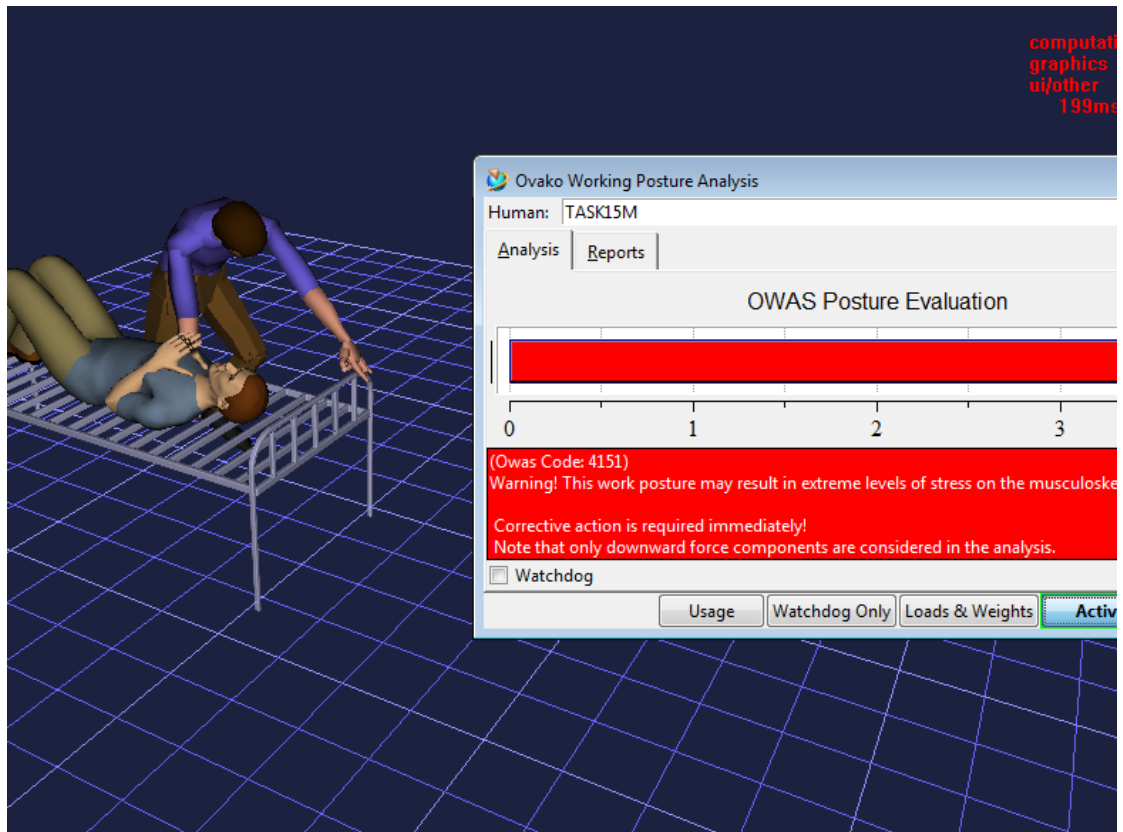 computati
graphics
ui/other
199ms
Ovako Working Posture Analysis
Human: TASK15M
Analysis Reports
OWAS Posture Evaluation
0 1 2 3
(Owas Code: 4151)
Warning! This work posture may result in extreme levels of stress on the musculoske
Corrective action is required immediately!
Note that only downward force components are considered in the analysis.
Watchdog
Usage Watchdog Only Loads & Weights Activ